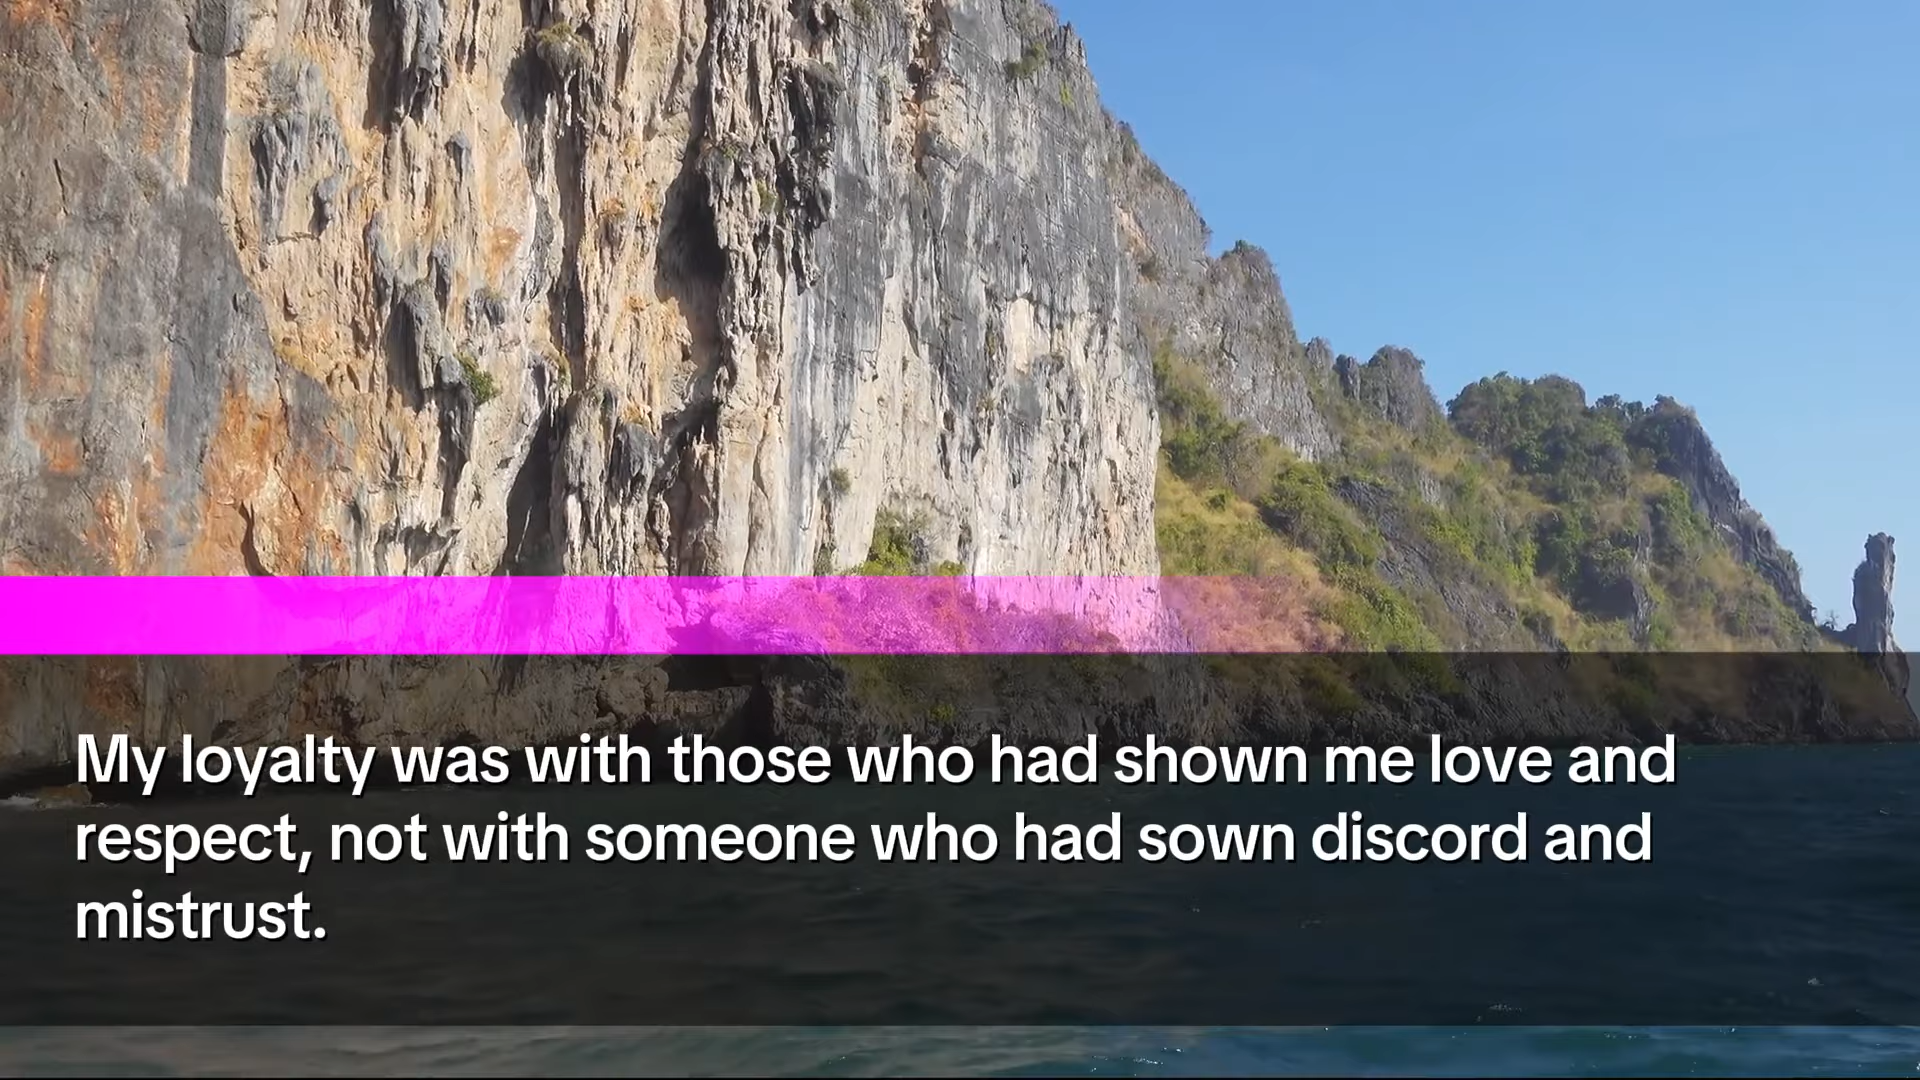 My loyalty was with those who had shown me love and
respect, not with someone who had sown discord and
mistrust.